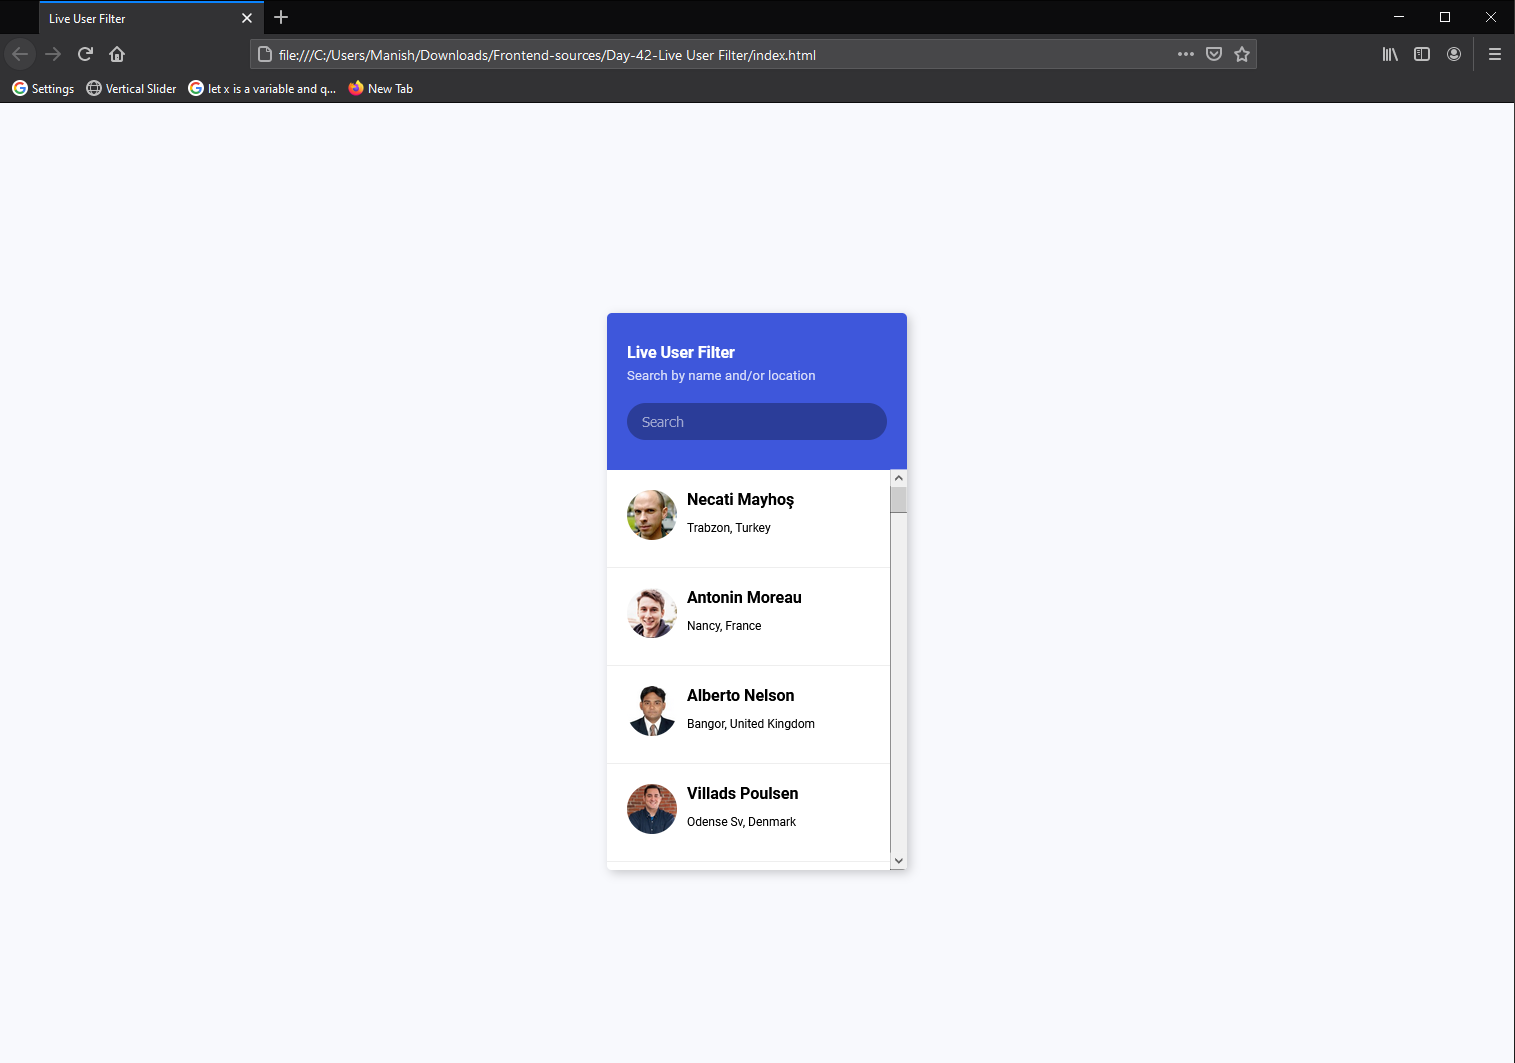 Live User Filter
file:///C:/Users/Manish/Downloads/Frontend-sources/Day-42-Live User Filter/index.html
Settings Vertical Slider let x is a variable and q... New Tab
Live User Filter
Search by name and/or location
Search
Necati Mayhoş
Trabzon, Turkey
Antonin Moreau
Nancy, France
Alberto Nelson
Bangor, United Kingdom
Villads Poulsen
Odense Sv, Denmark